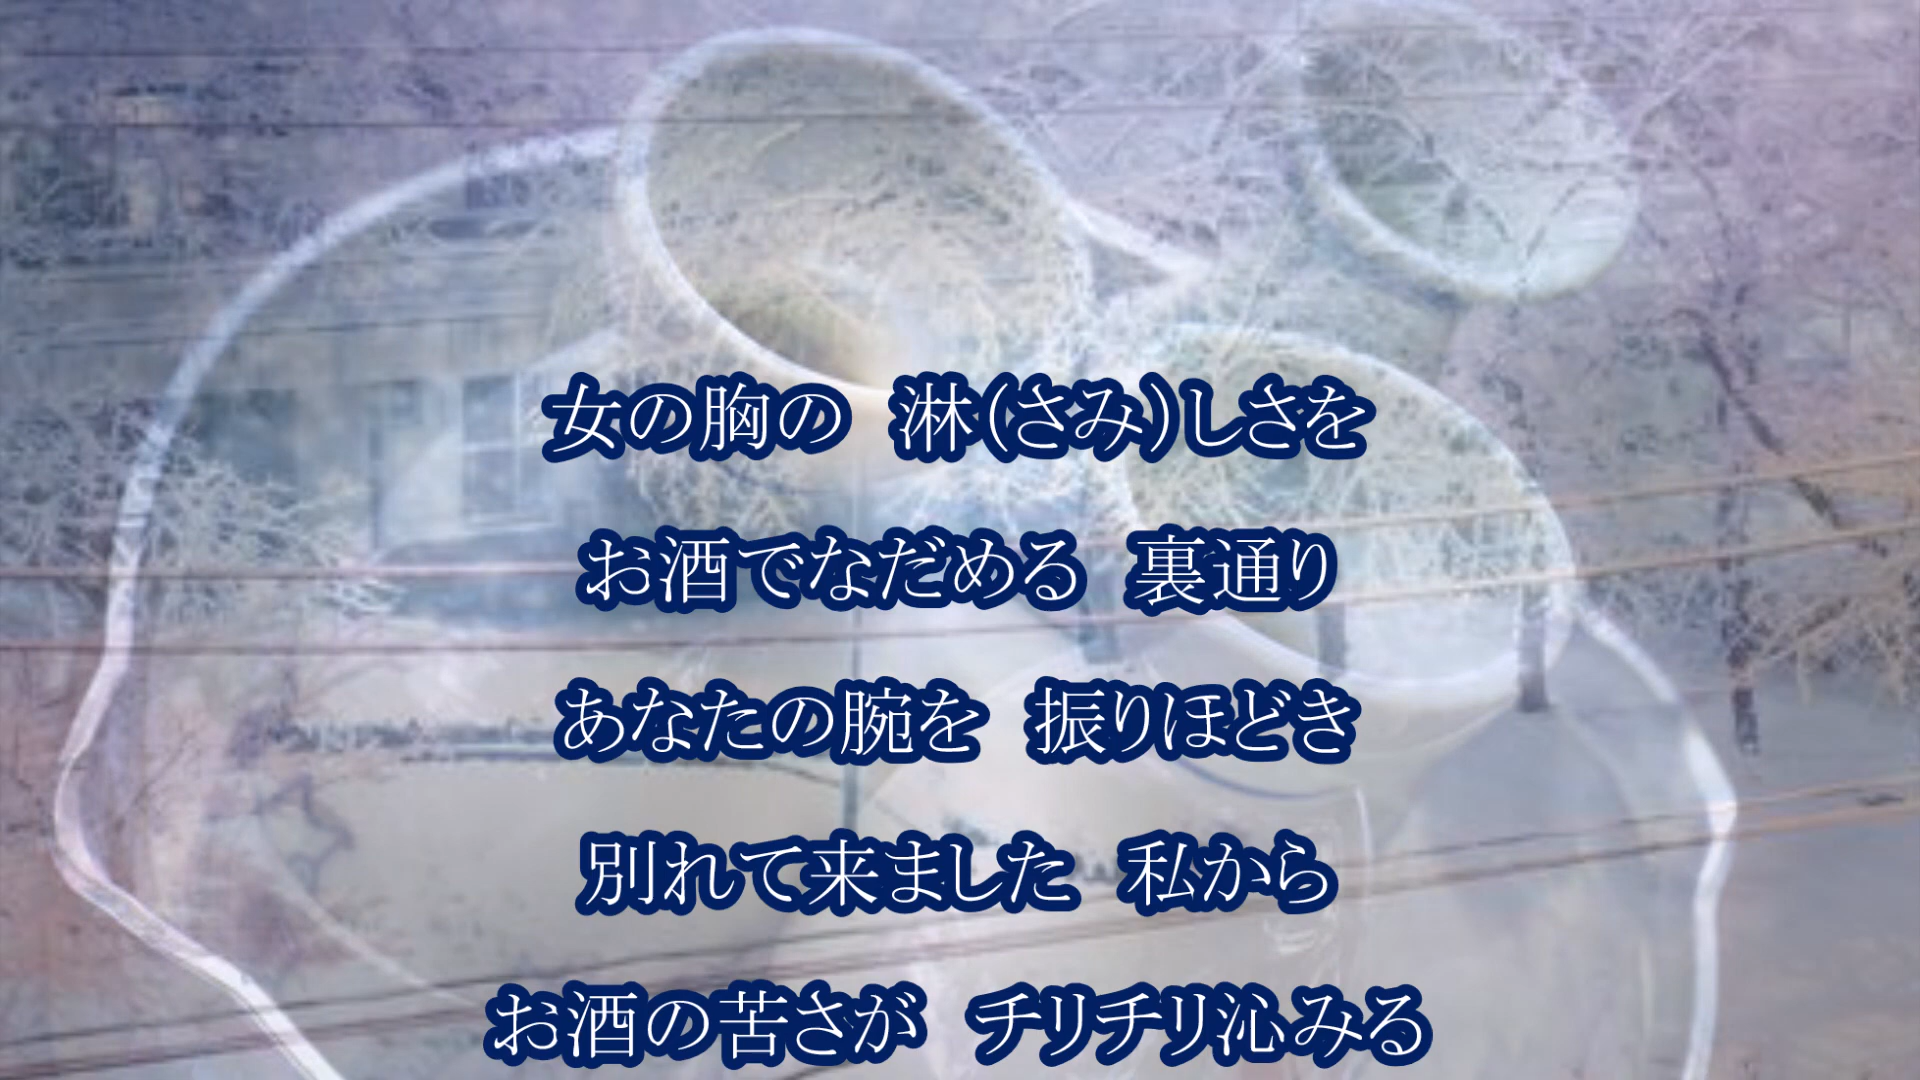 女の胸の　淋（さみ）しさを
お酒でなだめる　裏通り
あなたの腕を　振りほどき
別れて来ました　私から
お酒の苦さが　チリチリ沁みる